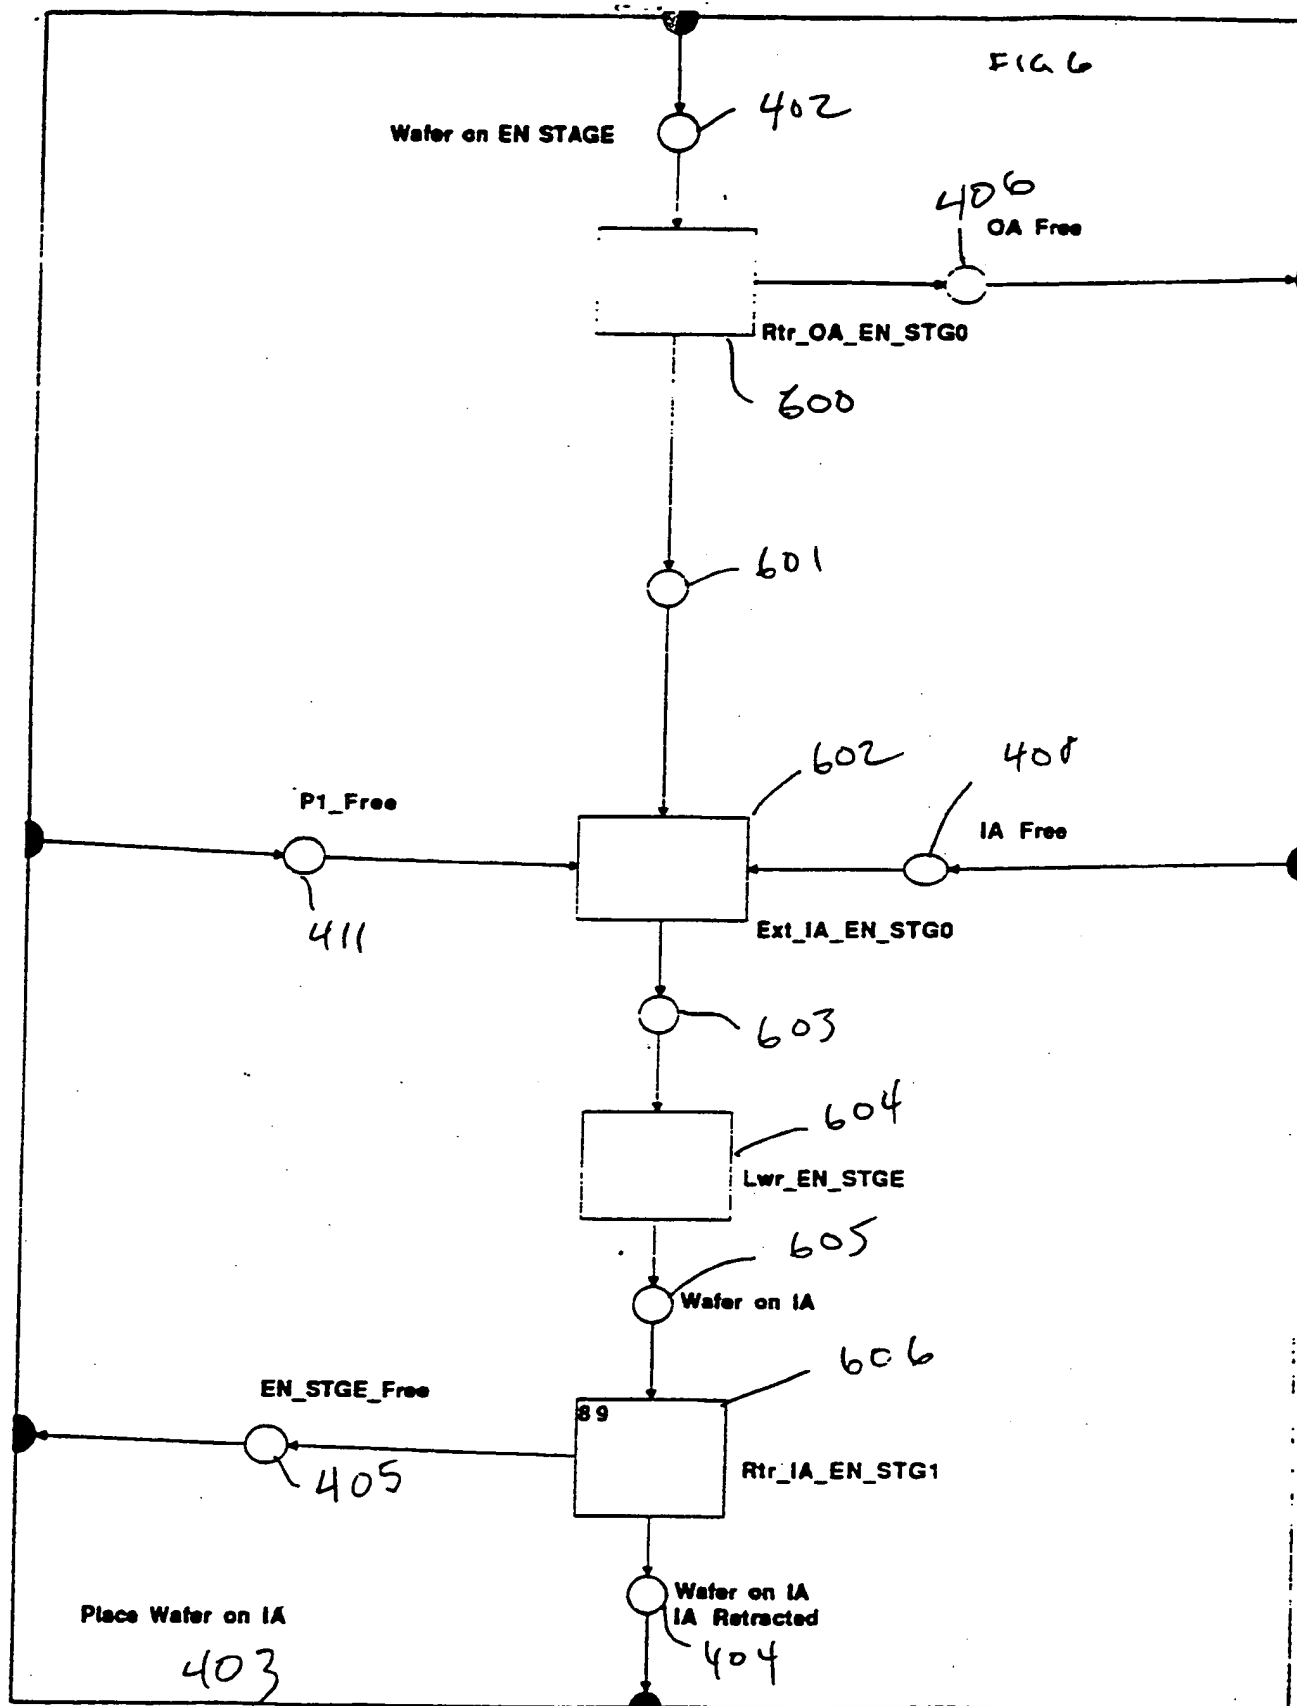 FIG 6
402
Wafer on EN STAGE
406
OA Free
Rtr_OA_EN_STG0
600
601
602
408
P1_Free
IA Free
411
Ext_IA_EN_STG0
603
604
Lwr_EN_STGE
605
Wafer on IA
606
EN_STGE_Free
89
Rtr_IA_EN_STG1
405
Wafer on IA
IA Retracted
Place Wafer on IA
404
403